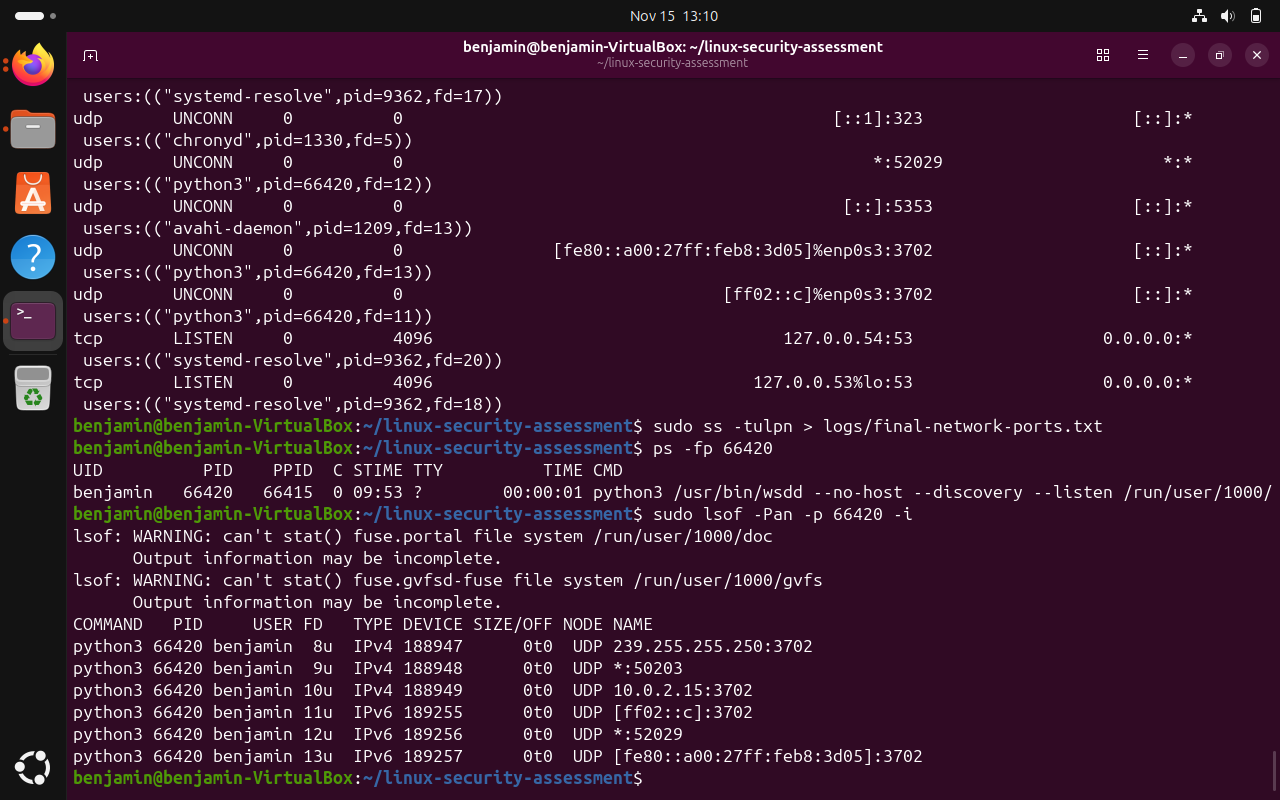 Nov 15 13:10
benjamin@benjamin-VirtualBox: ~/linux-security-assessment
~/linux-security-assessment
users:(("systemd-resolve",pid=9362,fd=17))
udp UNCONN 0 0 [::1]:323 [::]:*
users:(("chronyd",pid=1330,fd=5))
udp UNCONN 0 0 *:52029 *:*
users:(("python3",pid=66420,fd=12))
udp UNCONN 0 0 [::]:5353 [::]:*
users:(("avahi-daemon",pid=1209,fd=13))
udp UNCONN 0 0 [fe80::a00:27ff:feb8:3d05]%enp0s3:3702 [::]:*
users:(("python3",pid=66420,fd=13))
udp UNCONN 0 0 [ff02::c]%enp0s3:3702 [::]:*
users:(("python3",pid=66420,fd=11))
tcp LISTEN 0 4096 127.0.0.54:53 0.0.0.0:*
users:(("systemd-resolve",pid=9362,fd=20))
tcp LISTEN 0 4096 127.0.0.53%lo:53 0.0.0.0:*
users:(("systemd-resolve",pid=9362,fd=18))
benjamin@benjamin-VirtualBox:~/linux-security-assessment$ sudo ss -tulpn > logs/final-network-ports.txt
benjamin@benjamin-VirtualBox:~/linux-security-assessment$ ps -fp 66420
UID PID PPID C STIME TTY TIME CMD
benjamin 66420 66415 0 09:53 ? 00:00:01 python3 /usr/bin/wsdd --no-host --discovery --listen /run/user/1000/
benjamin@benjamin-VirtualBox:~/linux-security-assessment$ sudo lsof -Pan -p 66420 -i
lsof: WARNING: can't stat() fuse.portal file system /run/user/1000/doc
Output information may be incomplete.
lsof: WARNING: can't stat() fuse.gvfsd-fuse file system /run/user/1000/gvfs
Output information may be incomplete.
COMMAND PID USER FD TYPE DEVICE SIZE/OFF NODE NAME
python3 66420 benjamin 8u IPv4 188947 0t0 UDP 239.255.255.250:3702
python3 66420 benjamin 9u IPv4 188948 0t0 UDP *:50203
python3 66420 benjamin 10u IPv4 188949 0t0 UDP 10.0.2.15:3702
python3 66420 benjamin 11u IPv6 189255 0t0 UDP [ff02::c]:3702
python3 66420 benjamin 12u IPv6 189256 0t0 UDP *:52029
python3 66420 benjamin 13u IPv6 189257 0t0 UDP [fe80::a00:27ff:feb8:3d05]:3702
benjamin@benjamin-VirtualBox:~/linux-security-assessment$